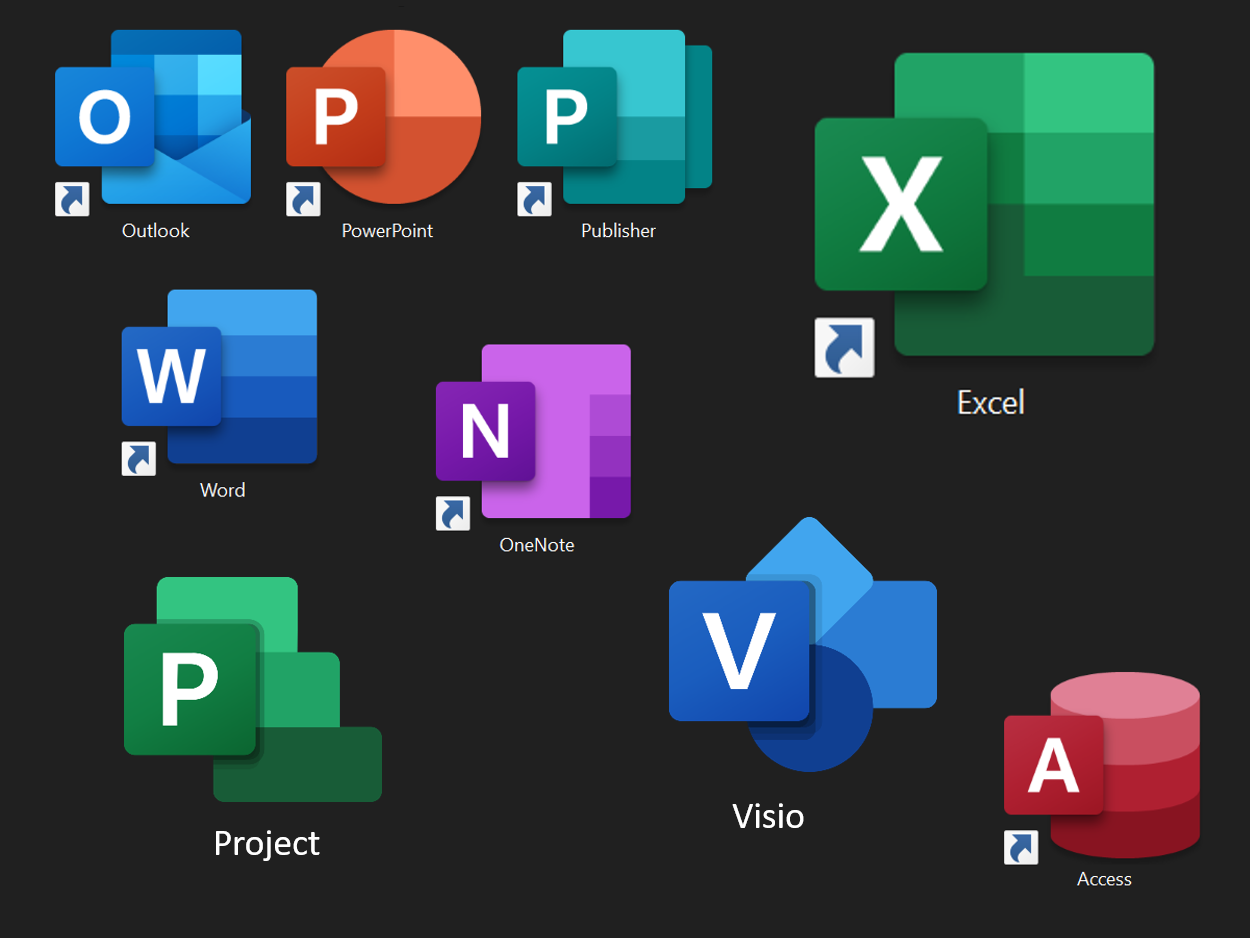 O
Outlook
P
PowerPoint
P
Publisher
X
Excel
W
Word
N
OneNote
P
Project
V
Visio
A
Access